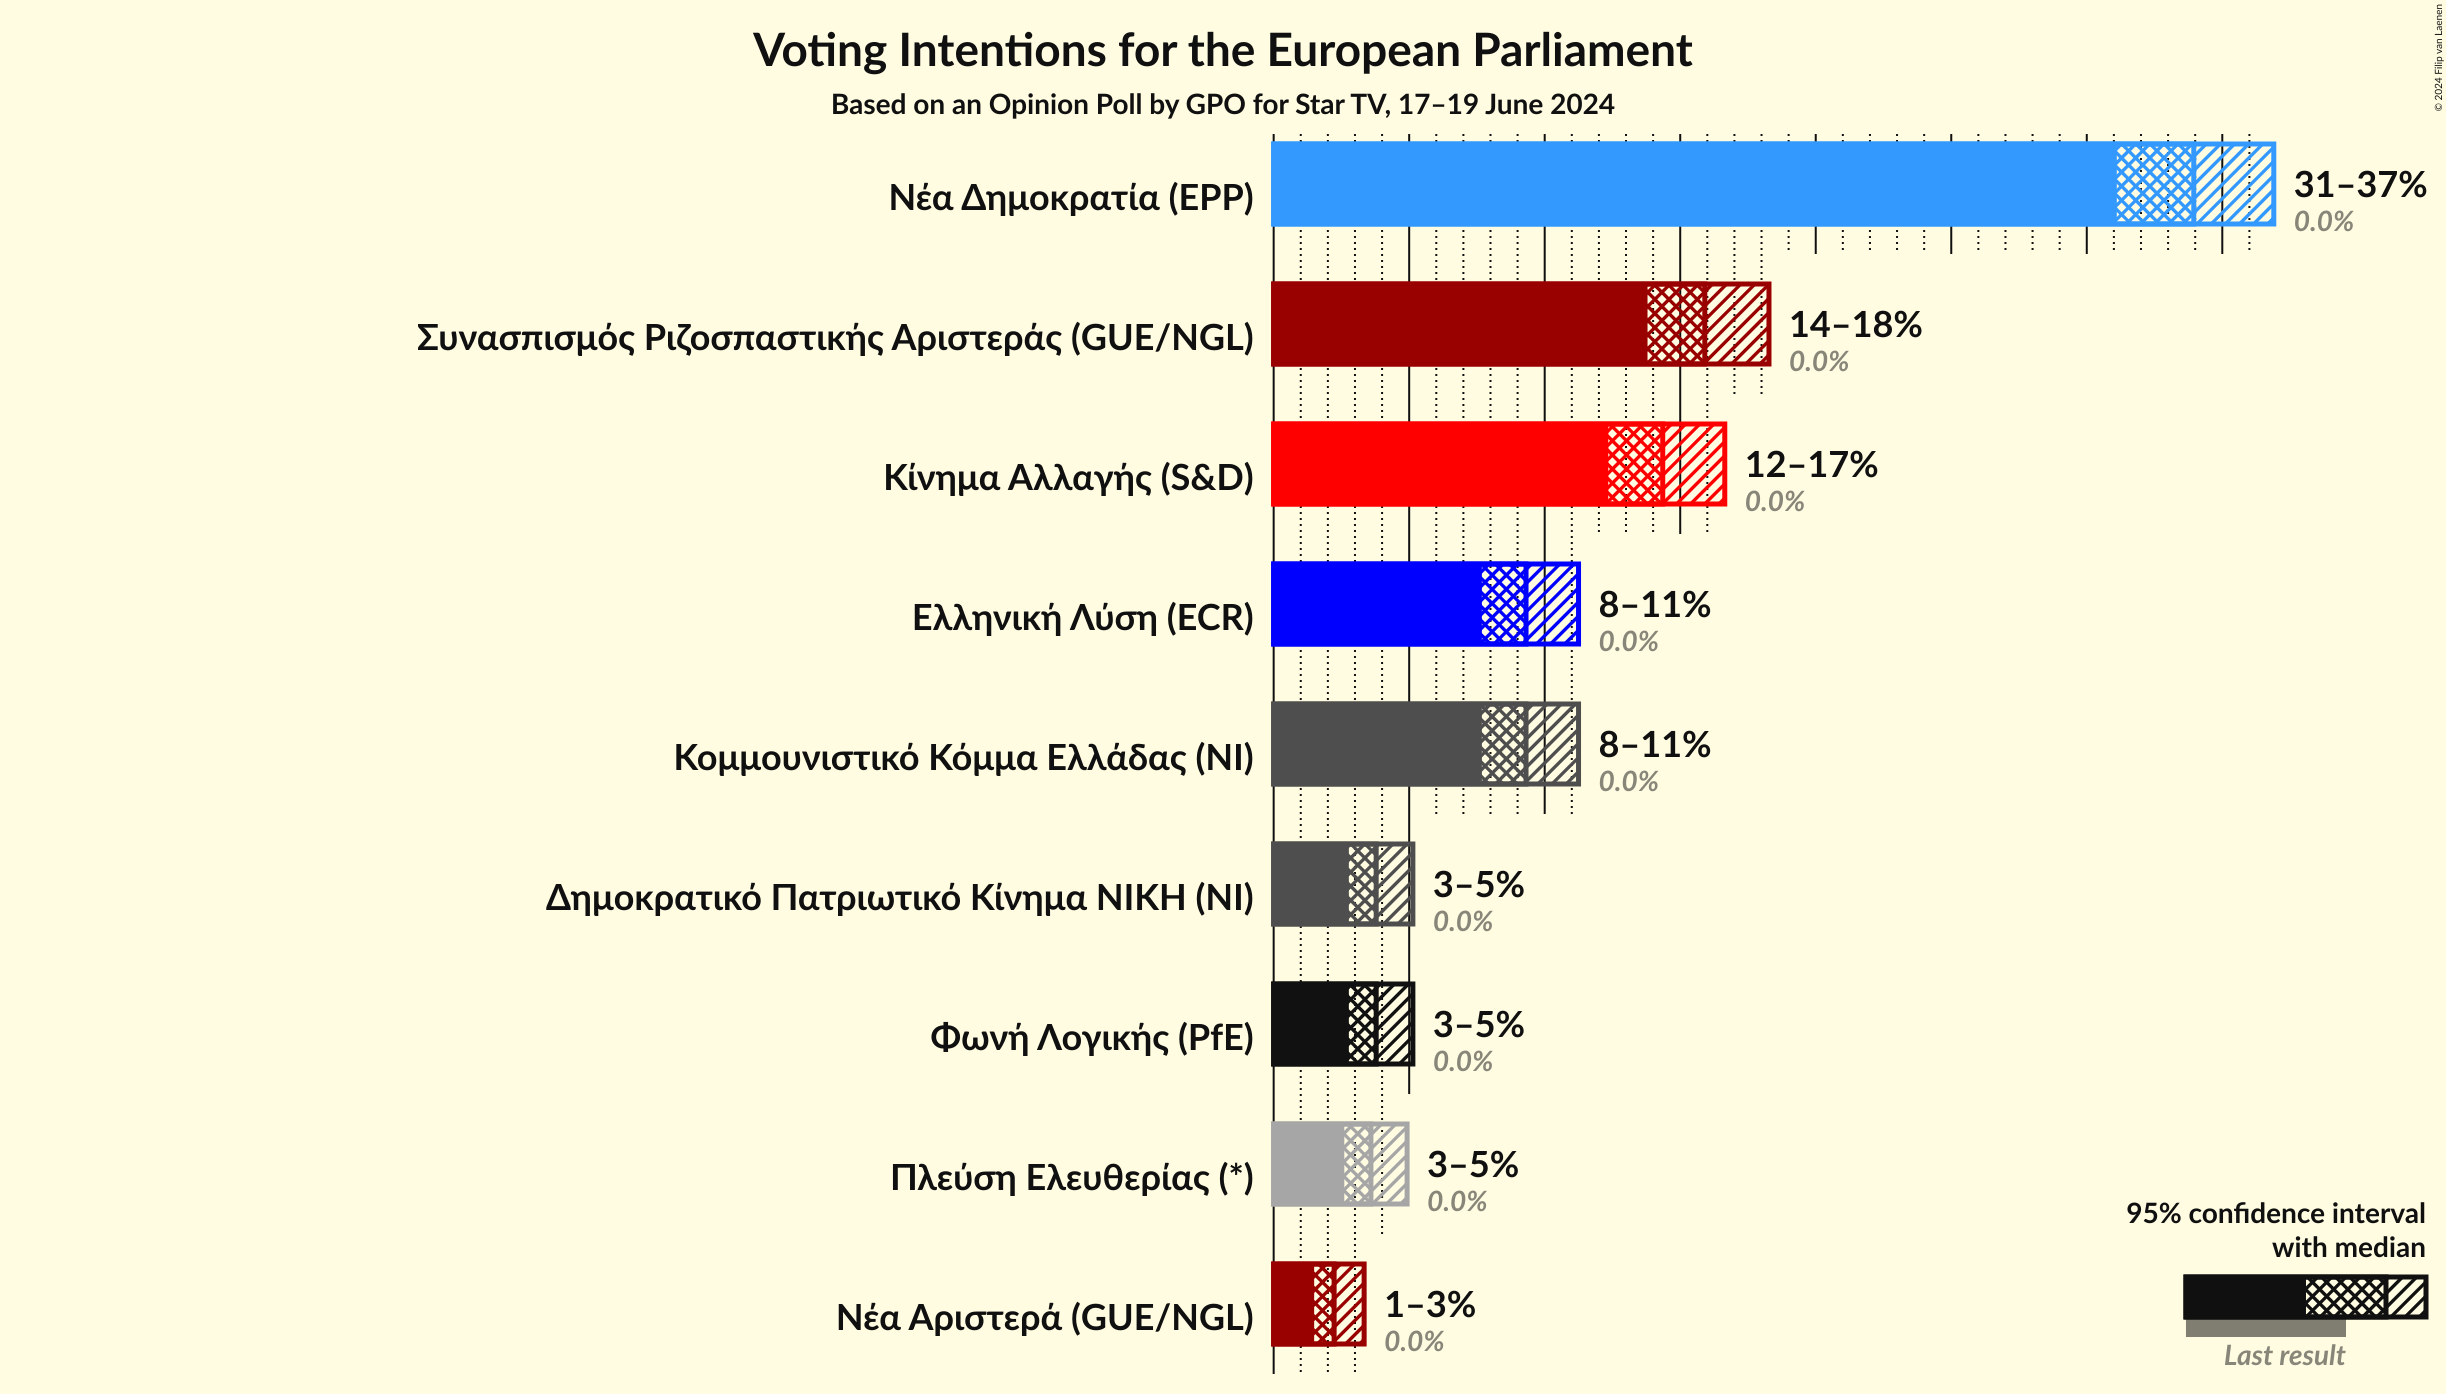 Voting Intentions for the European Parliament
Based on an Opinion Poll by GPO for Star TV, 17–19 June 2024
© 2024 Filip van Laenen
Νέα Δημοκρατία (EPP)
31–37%
0.0%
Συνασπισμός Ριζοσπαστικής Αριστεράς (GUE/NGL)
14–18%
0.0%
Κίνημα Αλλαγής (S&D)
12–17%
0.0%
Ελληνική Λύση (ECR)
8–11%
0.0%
Κομμουνιστικό Κόμμα Ελλάδας (NI)
8–11%
0.0%
Δημοκρατικό Πατριωτικό Κίνημα ΝΙΚΗ (NI)
3–5%
0.0%
Φωνή Λογικής (PfE)
3–5%
0.0%
Πλεύση Ελευθερίας (*)
3–5%
0.0%
Νέα Αριστερά (GUE/NGL)
1–3%
0.0%
95% confidence interval
with median
Last result